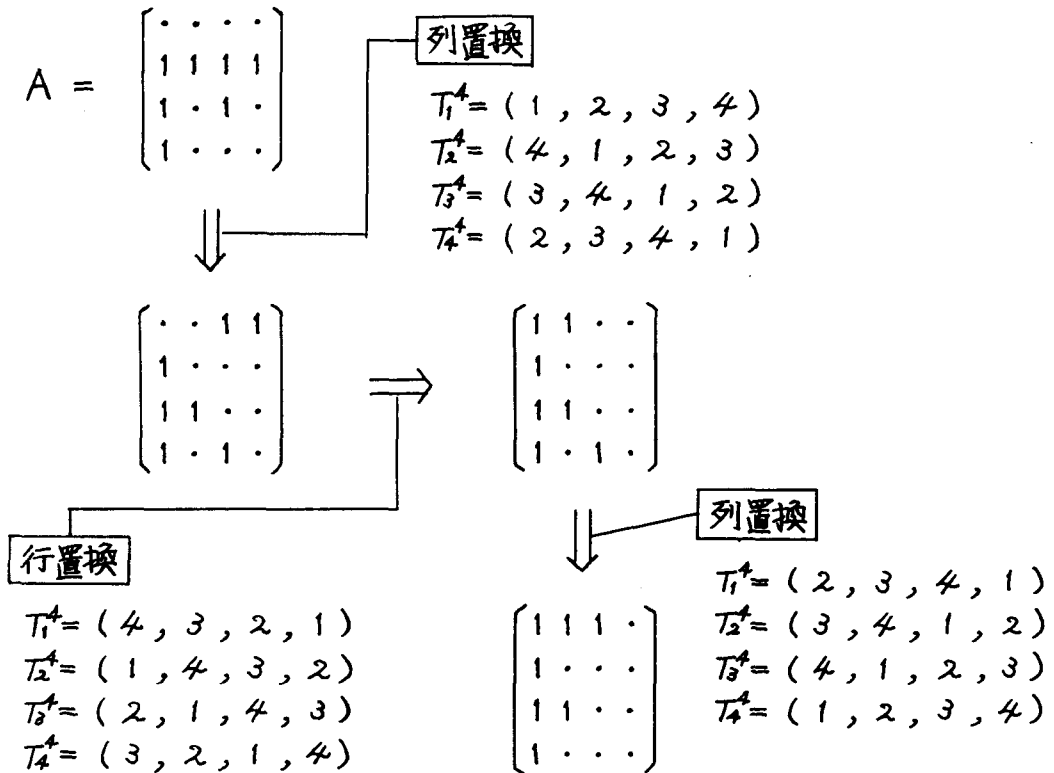 A =
· · · ·
1 1 1 1
1 · 1 ·
1 · · ·
列置換
T₁⁴= ( 1 , 2 , 3 , 4 )
T₂⁴= ( 4 , 1 , 2 , 3 )
T₃⁴= ( 3 , 4 , 1 , 2 )
T₄⁴= ( 2 , 3 , 4 , 1 )
· · 1 1
1 · · ·
1 1 · ·
1 · 1 ·
1 1 · ·
1 · · ·
1 1 · ·
1 · 1 ·
行置換
T₁⁴= ( 4 , 3 , 2 , 1 )
T₂⁴= ( 1 , 4 , 3 , 2 )
T₃⁴= ( 2 , 1 , 4 , 3 )
T₄⁴= ( 3 , 2 , 1 , 4 )
列置換
T₁⁴= ( 2 , 3 , 4 , 1 )
T₂⁴= ( 3 , 4 , 1 , 2 )
T₃⁴= ( 4 , 1 , 2 , 3 )
T₄⁴= ( 1 , 2 , 3 , 4 )
1 1 1 ·
1 · · ·
1 1 · ·
1 · · ·